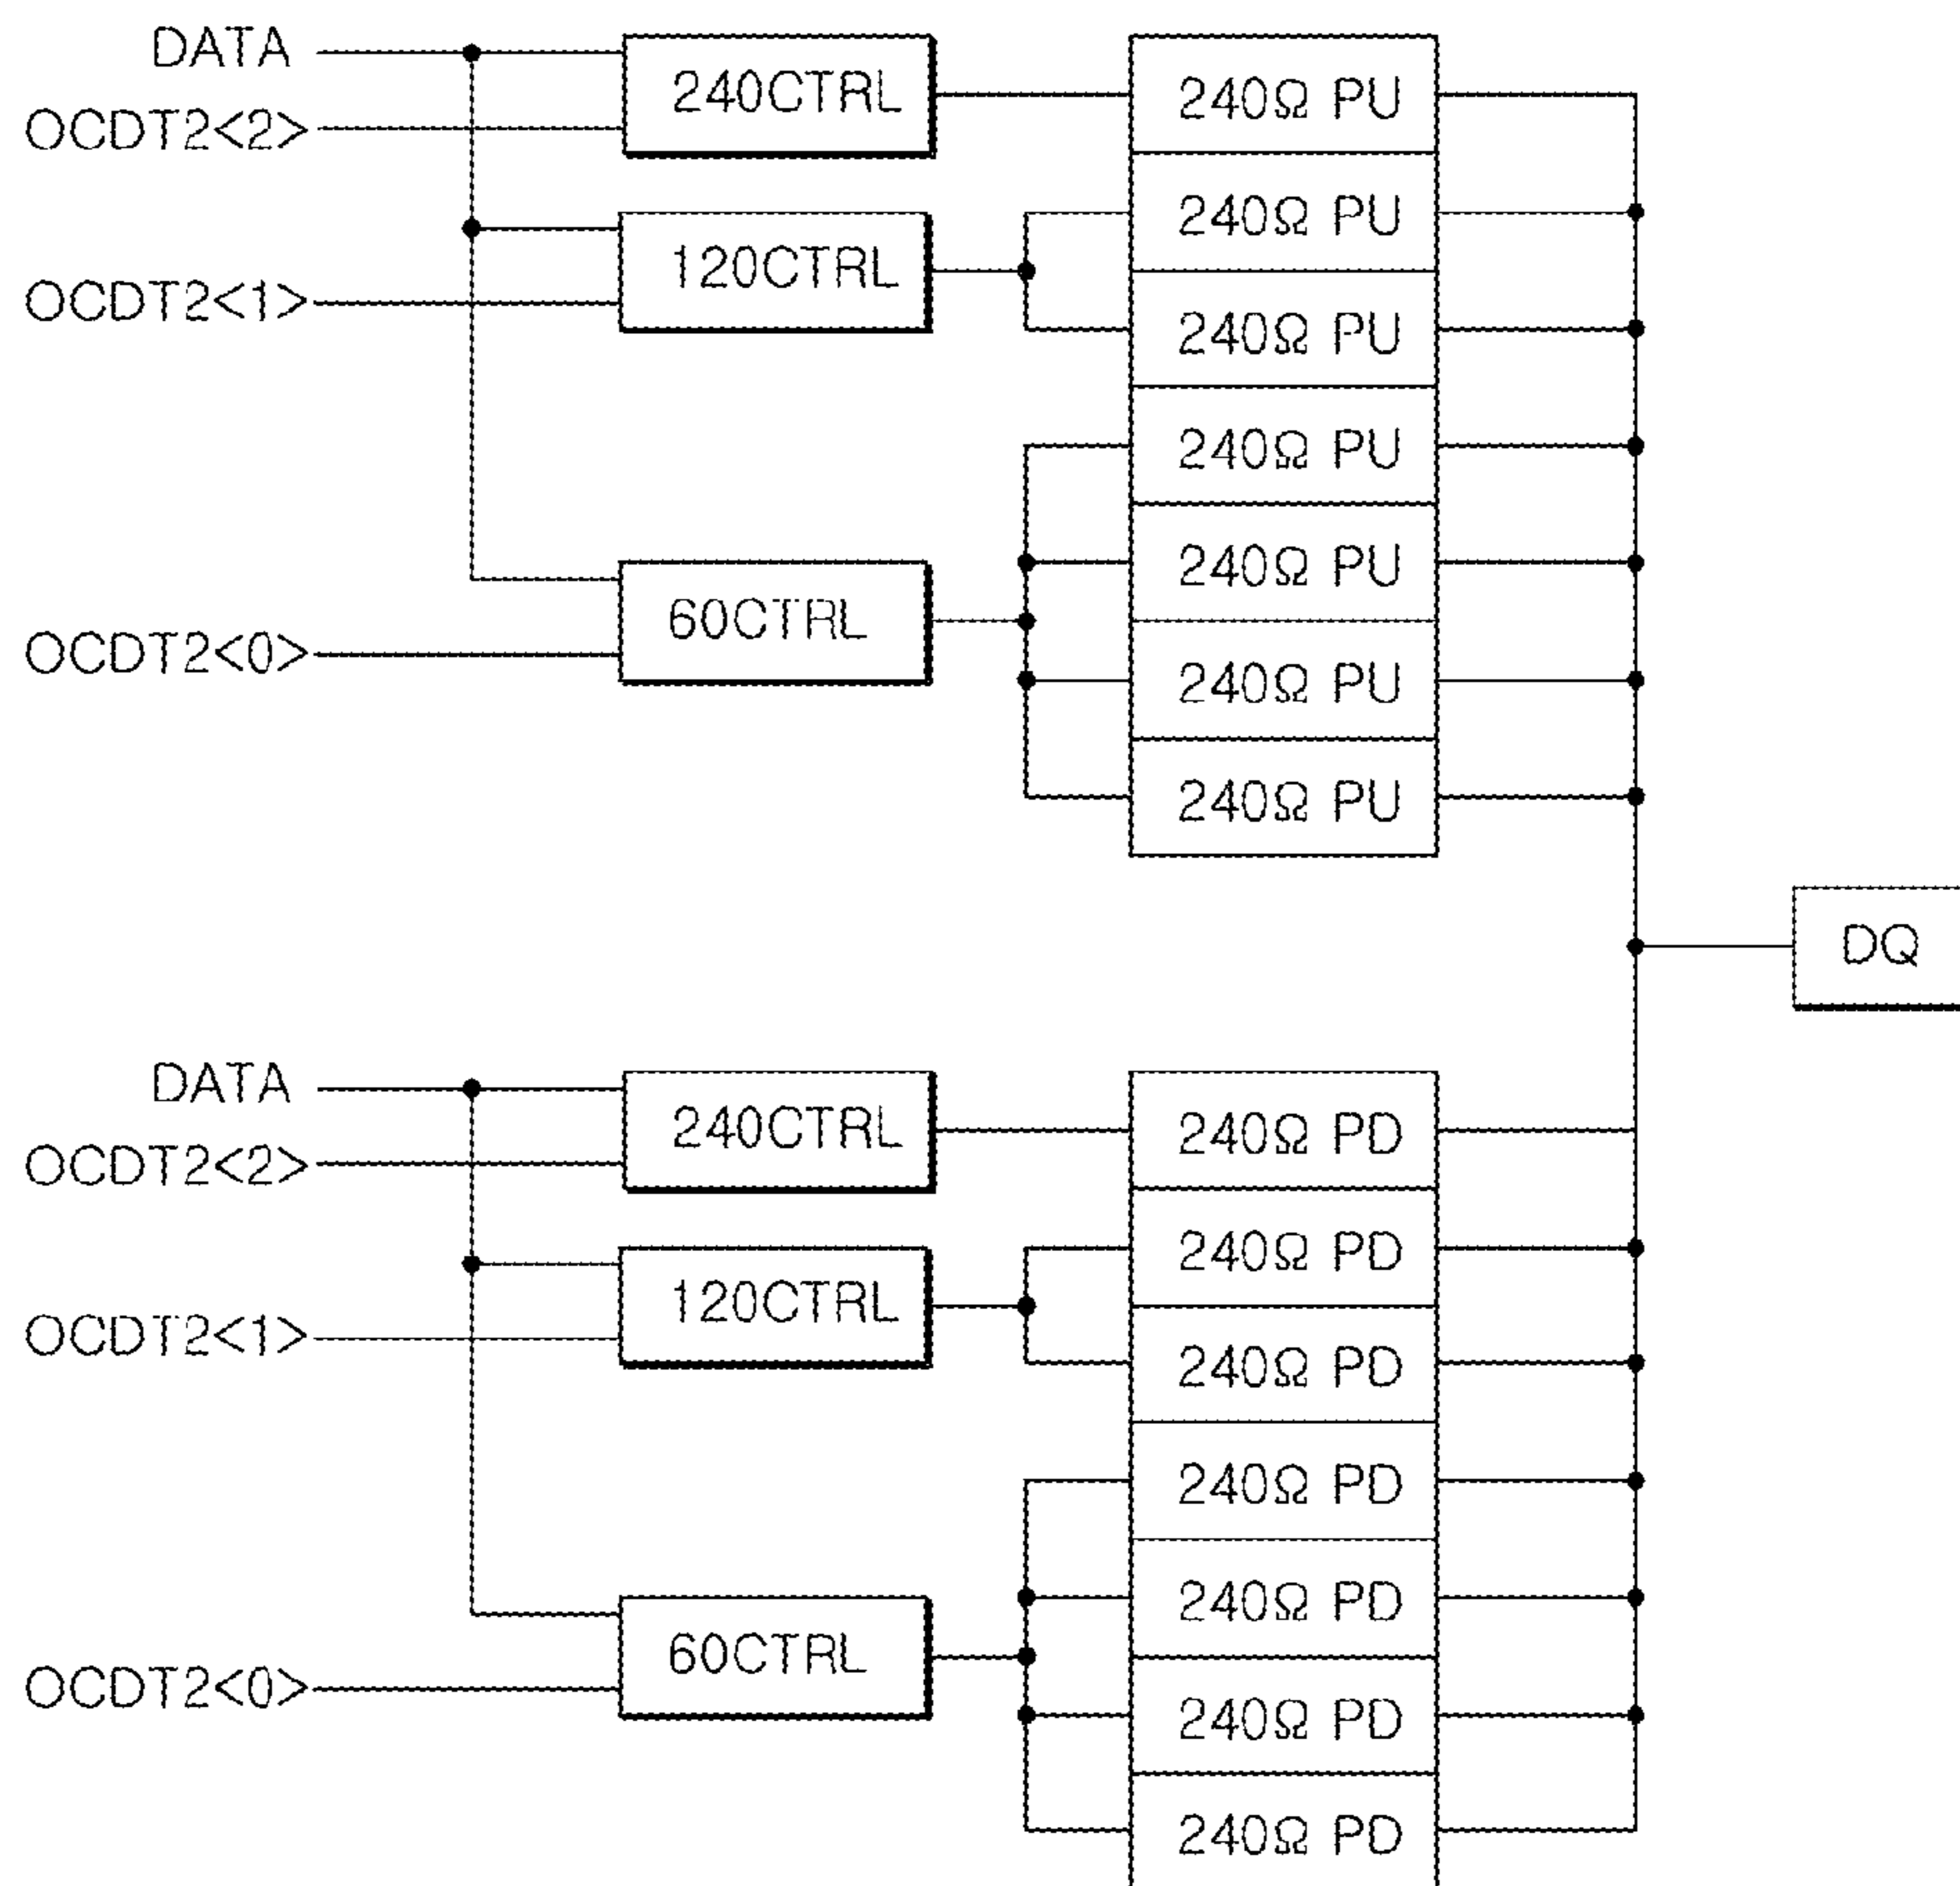 DATA
240CTRL
240Ω PU
OCDT2<2>
240Ω PU
120CTRL
OCDT2<1>
240Ω PU
240Ω PU
240Ω PU
60CTRL
OCDT2<0>
240Ω PU
240Ω PU
DQ
DATA
240CTRL
240Ω PD
OCDT2<2>
240Ω PD
120CTRL
OCDT2<1>
240Ω PD
240Ω PD
240Ω PD
60CTRL
OCDT2<0>
240Ω PD
240Ω PD